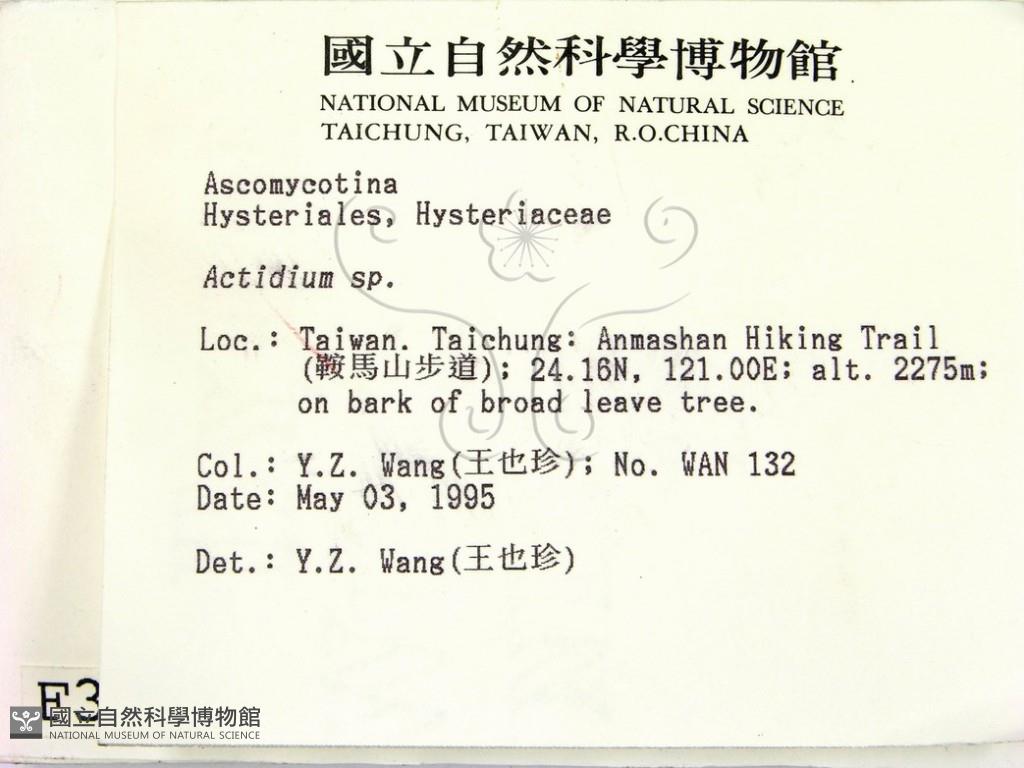 國立自然科學博物館
NATIONAL MUSEUM OF NATURAL SCIENCE
TAICHUNG, TAIWAN, R.O.CHINA
Ascomycotina
Hysteriales, Hysteriaceae
Actidium sp.
Loc.: Taiwan. Taichung: Anmashan Hiking Trail
(鞍馬山步道); 24.16N, 121.00E; alt. 2275m;
on bark of broad leave tree.
Col.: Y.Z. Wang(王也珍); No. WAN 132
Date: May 03, 1995
Det.: Y.Z. Wang(王也珍)
F3
國立自然科學博物館
NATIONAL MUSEUM OF NATURAL SCIENCE